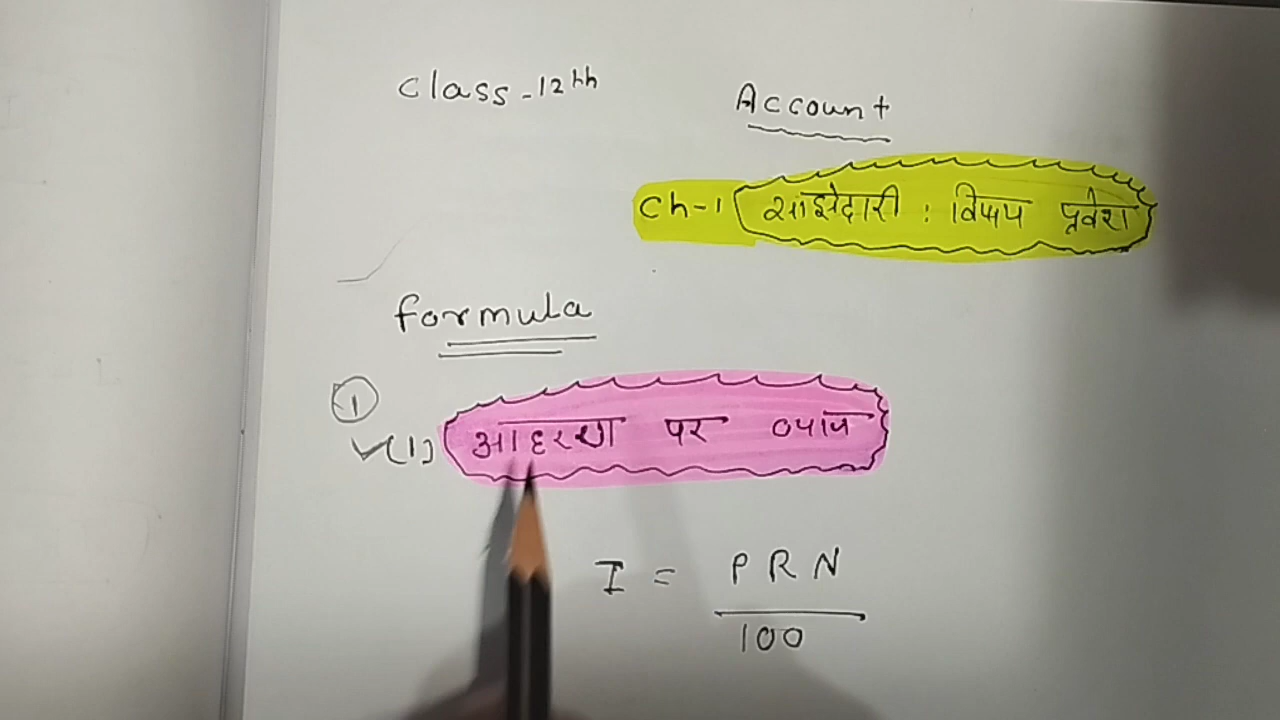 Class-12th
Account
Ch-1 साझेदारी : विषय प्रवेश
formula
1
(1) आहरण पर ब्याज
I = PRN
100